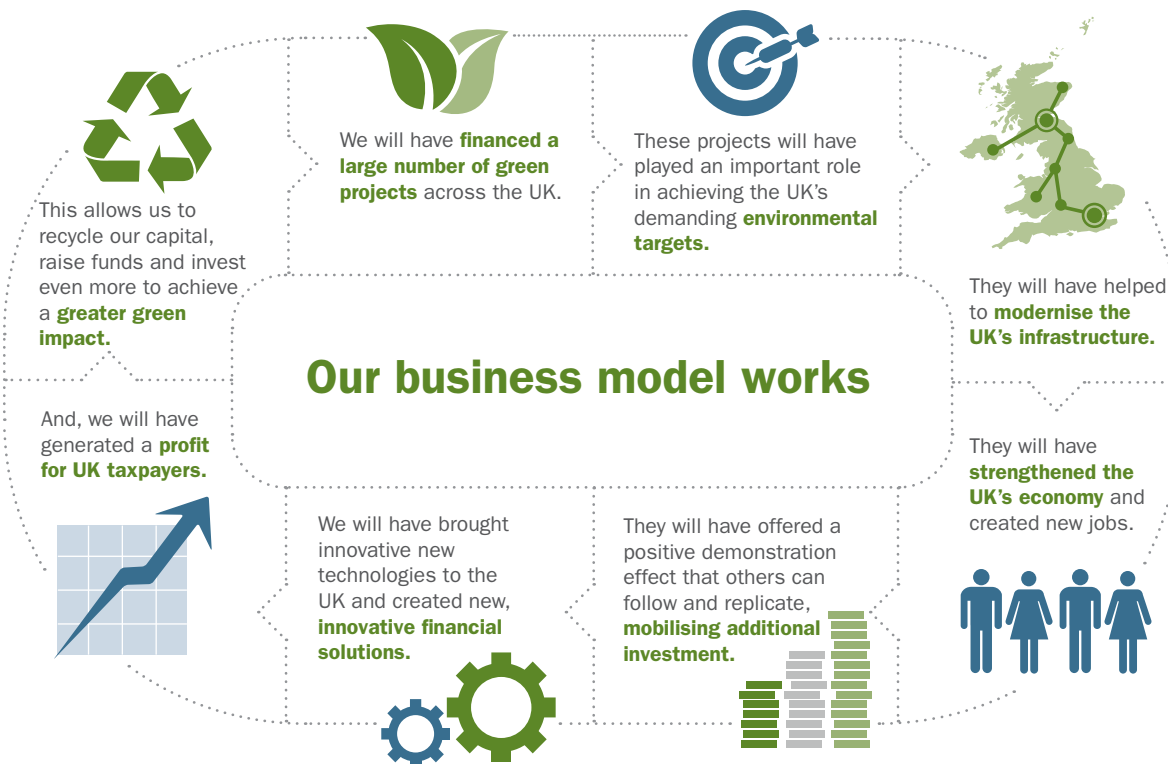 We will have financed a
large number of green
projects across the UK.
These projects will have
played an important role
in achieving the UK's
demanding environmental
targets.
They will have helped
to modernise the
UK's infrastructure.
They will have
strengthened the
UK's economy and
created new jobs.
They will have offered a
positive demonstration
effect that others can
follow and replicate,
mobilising additional
investment.
We will have brought
innovative new
technologies to the
UK and created new,
innovative financial
solutions.
And, we will have
generated a profit
for UK taxpayers.
This allows us to
recycle our capital,
raise funds and invest
even more to achieve
a greater green
impact.
Our business model works